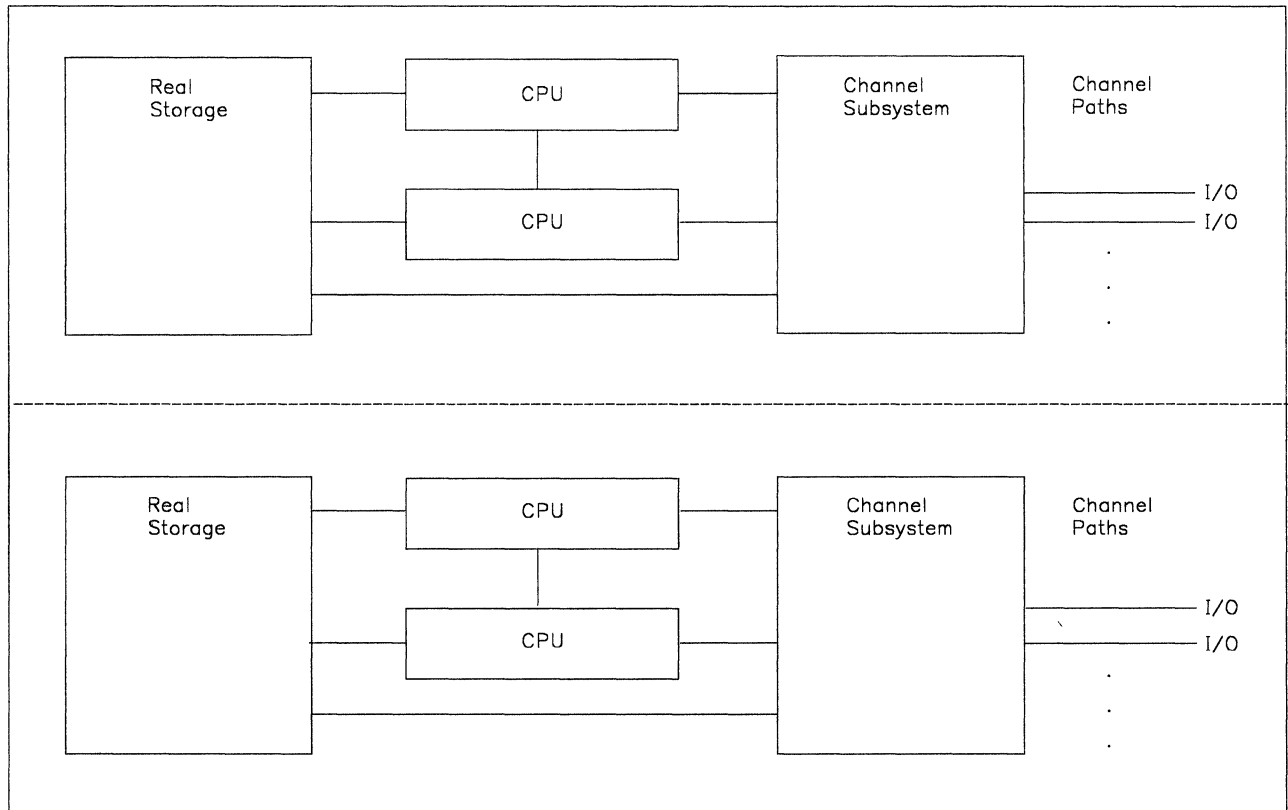 Real
Storage
CPU
Channel
Subsystem
Channel
Paths
CPU
I/O
I/O
Real
Storage
CPU
Channel
Subsystem
Channel
Paths
CPU
I/O
I/O